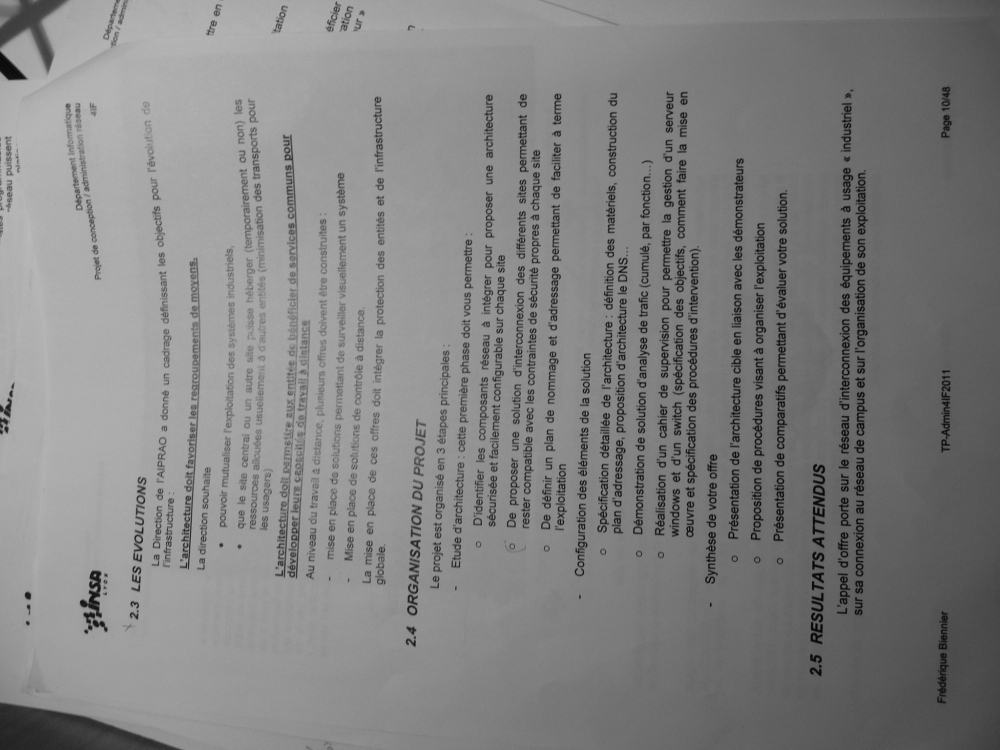 INSA
LYON
Département Informatique
Projet de conception / administration réseau
4IF
2.3 LES EVOLUTIONS
La Direction de l'AIPRAO a donné un cadrage définissant les objectifs pour l'évolution de
l'infrastructure :
L'architecture doit favoriser les regroupements de moyens.
La direction souhaite
• pouvoir mutualiser l'exploitation des systèmes industriels,
• que le site central ou un autre site puisse héberger (temporairement ou non) les
ressources allouées usuellement à d'autres entités (minimisation des transports pour
les usagers)
L'architecture doit permettre aux entités de bénéficier de services communs pour
développer leurs capacités de travail à distance
Au niveau du travail à distance, plusieurs offres doivent être construites :
- mise en place de solutions permettant de surveiller visuellement un système
- Mise en place de solutions de contrôle à distance.
La mise en place de ces offres doit intégrer la protection des entités et de l'infrastructure
globale.
2.4 ORGANISATION DU PROJET
Le projet est organisé en 3 étapes principales :
- Etude d'architecture : cette première phase doit vous permettre :
o D'identifier les composants réseau à intégrer pour proposer une architecture
sécurisée et facilement configurable sur chaque site
o De proposer une solution d'interconnexion des différents sites permettant de
rester compatible avec les contraintes de sécurité propres à chaque site
o De définir un plan de nommage et d'adressage permettant de faciliter à terme
l'exploitation
- Configuration des éléments de la solution
o Spécification détaillée de l'architecture : définition des matériels, construction du
plan d'adressage, proposition d'architecture le DNS...
o Démonstration de solution d'analyse de trafic (cumulé, par fonction...)
o Réalisation d'un cahier de supervision pour permettre la gestion d'un serveur
windows et d'un switch (spécification des objectifs, comment faire la mise en
œuvre et spécification des procédures d'intervention).
- Synthèse de votre offre
o Présentation de l'architecture cible en liaison avec les démonstrateurs
o Proposition de procédures visant à organiser l'exploitation
o Présentation de comparatifs permettant d'évaluer votre solution.
2.5 RESULTATS ATTENDUS
L'appel d'offre porte sur le réseau d'interconnexion des équipements à usage « industriel »,
sur sa connexion au réseau de campus et sur l'organisation de son exploitation.
Frédérique Biennier
TP-Admin4IF2011
Page 10/48